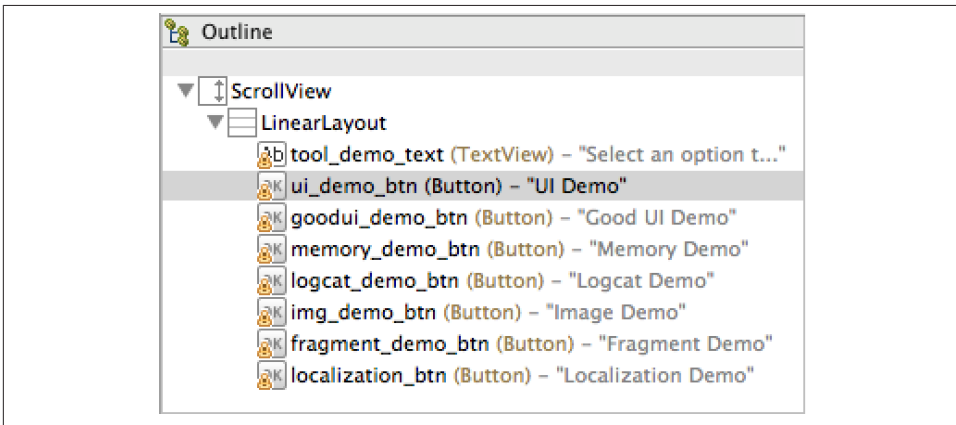 Outline
ScrollView
LinearLayout
tool_demo_text (TextView) – "Select an option t..."
ui_demo_btn (Button) – "UI Demo"
goodui_demo_btn (Button) – "Good UI Demo"
memory_demo_btn (Button) – "Memory Demo"
logcat_demo_btn (Button) – "Logcat Demo"
img_demo_btn (Button) – "Image Demo"
fragment_demo_btn (Button) – "Fragment Demo"
localization_btn (Button) – "Localization Demo"